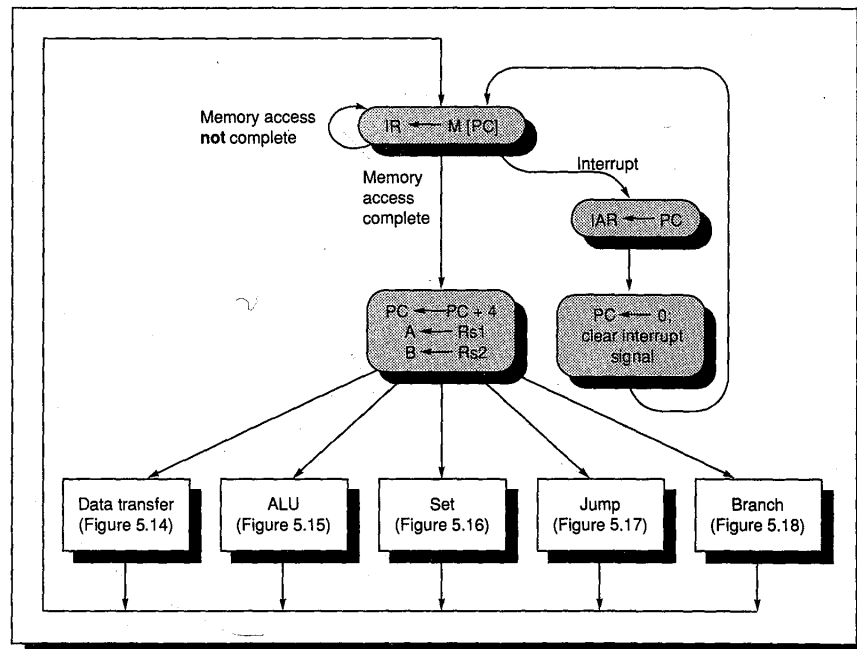 Memory access
not complete
IR ← M [PC]
Interrupt
Memory
access
complete
IAR ← PC
PC ← PC + 4
A ← Rs1
B ← Rs2
PC ← 0;
clear interrupt
signal
Data transfer
(Figure 5.14)
ALU
(Figure 5.15)
Set
(Figure 5.16)
Jump
(Figure 5.17)
Branch
(Figure 5.18)